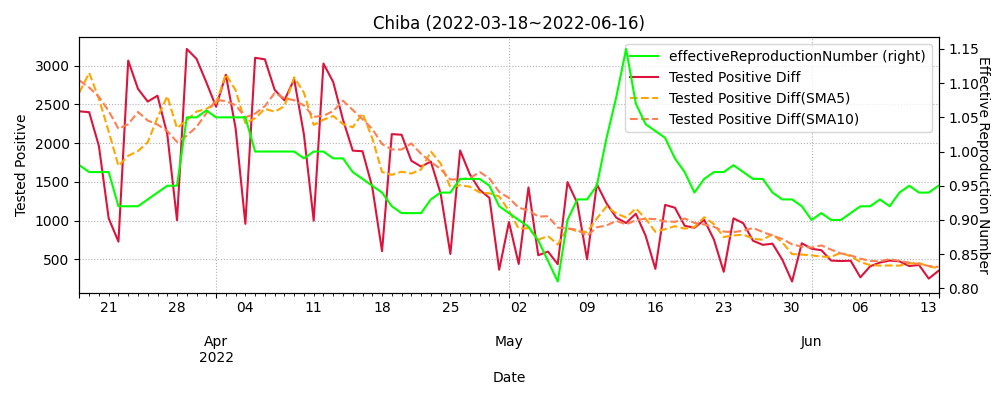 Chiba (2022-03-18~2022-06-16)
effectiveReproductionNumber (right)
Tested Positive Diff
Tested Positive Diff(SMA5)
Tested Positive Diff(SMA10)
Tested Positive
3000
2500
2000
1500
1000
500
1.15
1.10
1.05
1.00
0.95
0.90
0.85
0.80
Effective Reproduction Number
21 28 04 11 18 25 02 09 16 23 30 06 13
Apr May Jun
2022
Date